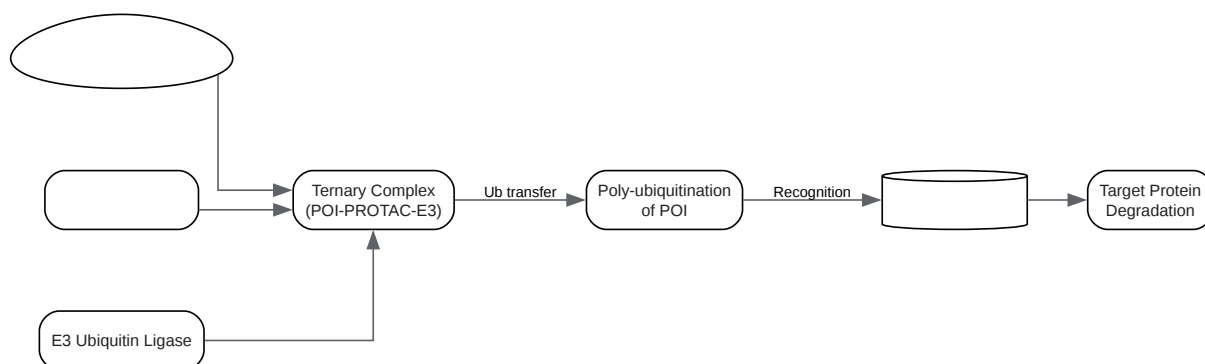 Ternary Complex
(POI-PROTAC-E3)
Ub transfer
Poly-ubiquitination
of POI
Recognition
Target Protein
Degradation
E3 Ubiquitin Ligase